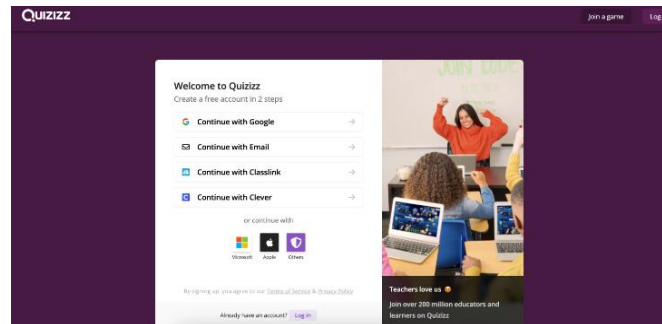 Quizizz
Join a game
Log
Welcome to Quizizz
Create a free account in 2 steps
Continue with Google
Continue with Email
Continue with Classlink
Continue with Clever
or continue with
Microsoft Apple Others
By signing up, you agree to our Terms of Service & Privacy Policy
Already have an account? Log in
JOIN CODE
Teachers love us
Join over 200 million educators and
learners on Quizizz